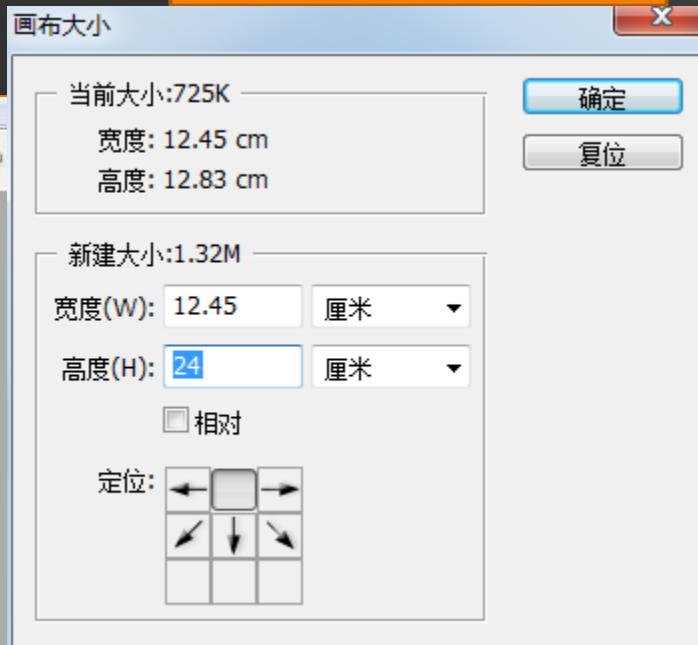 画布大小
当前大小:725K
确定
宽度: 12.45 cm
复位
高度: 12.83 cm
新建大小:1.32M
宽度(W): 12.45 厘米
高度(H): 24 厘米
相对
定位: